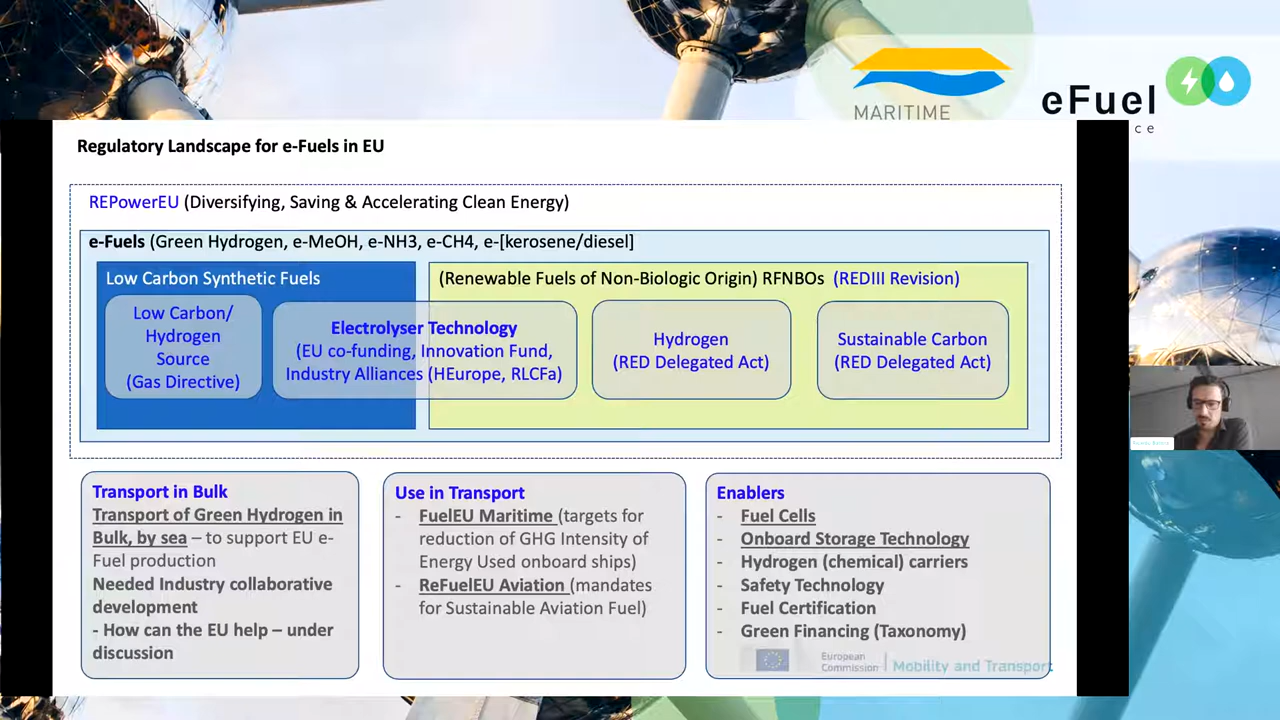 MARITIME
eFuel
ce
Regulatory Landscape for e-Fuels in EU
REPowerEU (Diversifying, Saving & Accelerating Clean Energy)
e-Fuels (Green Hydrogen, e-MeOH, e-NH3, e-CH4, e-[kerosene/diesel]
Low Carbon Synthetic Fuels
Low Carbon/
Hydrogen
Source
(Gas Directive)
Electrolyser Technology
(EU co-funding, Innovation Fund,
Industry Alliances (HEurope, RLCFa)
(Renewable Fuels of Non-Biologic Origin) RFNBOs (REDIII Revision)
Hydrogen
(RED Delegated Act)
Sustainable Carbon
(RED Delegated Act)
Transport in Bulk
Transport of Green Hydrogen in
Bulk, by sea – to support EU e-
Fuel production
Needed Industry collaborative
development
- How can the EU help – under
discussion
Use in Transport
- FuelEU Maritime (targets for
reduction of GHG Intensity of
Energy Used onboard ships)
- ReFuelEU Aviation (mandates
for Sustainable Aviation Fuel)
Enablers
- Fuel Cells
- Onboard Storage Technology
- Hydrogen (chemical) carriers
- Safety Technology
- Fuel Certification
- Green Financing (Taxonomy)
European
Commission
Mobility and Transport